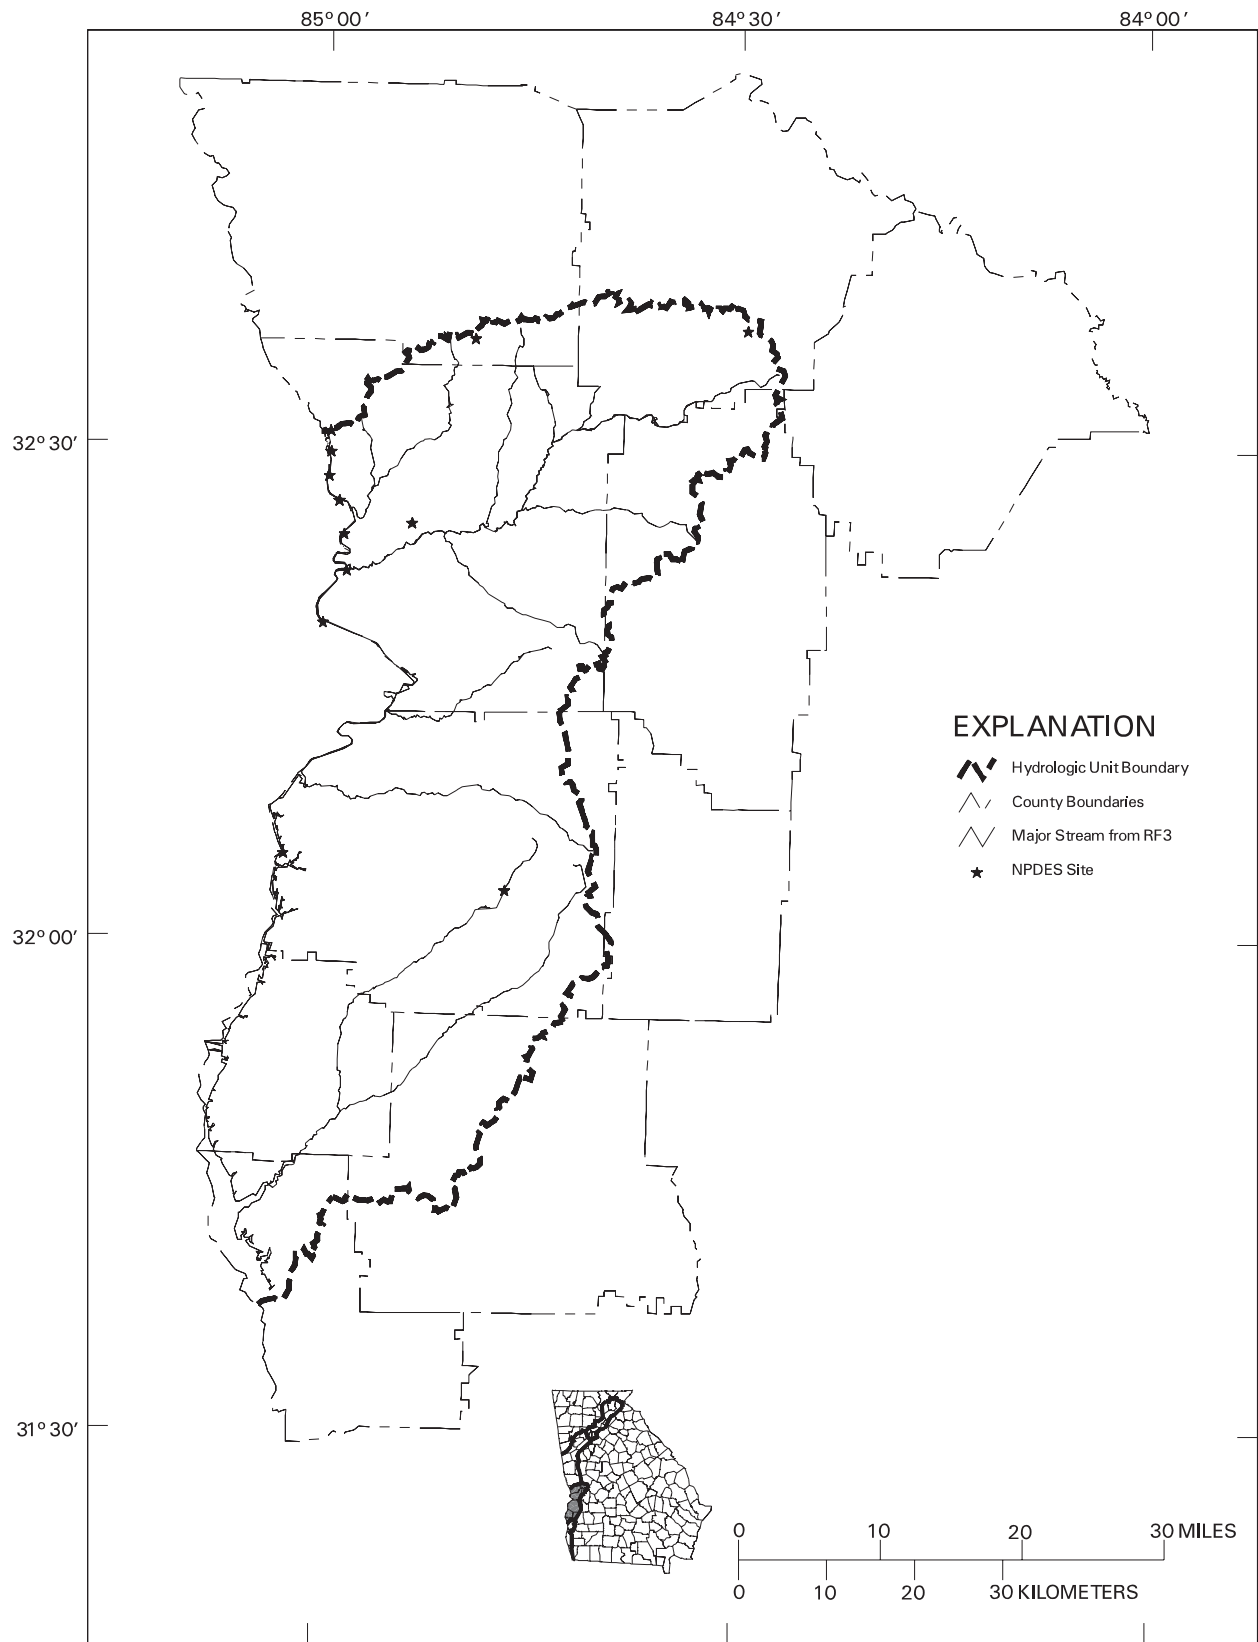 85° 00′ 84° 30′ 84° 00′
32° 30′
EXPLANATION
Hydrologic Unit Boundary
County Boundaries
Major Stream from RF3
NPDES Site
32° 00′
31° 30′
0 10 20 30 MILES
0 10 20 30 KILOMETERS